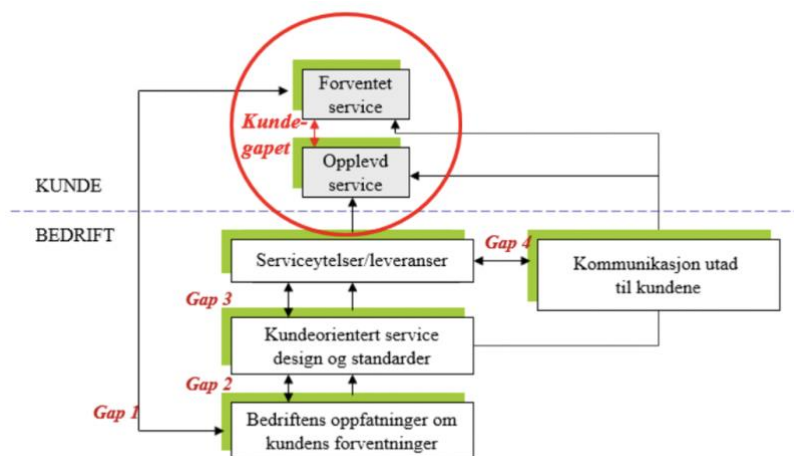 Forventet
service
Kunde-
gapet
Opplevd
service
KUNDE
BEDRIFT
Serviceytelser/leveranser
Gap 4
Kommunikasjon utad
til kundene
Gap 3
Kundeorientert service
design og standarder
Gap 2
Gap 1
Bedriftens oppfatninger om
kundens forventninger